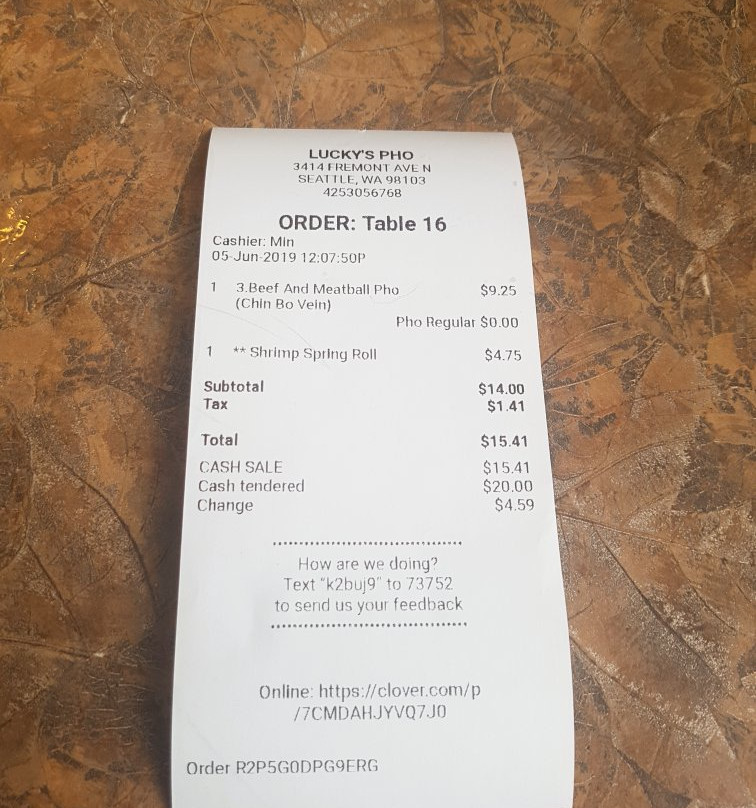 LUCKY'S PHO
3414 FREMONT AVE N
SEATTLE, WA 98103
4253056768
ORDER: Table 16
Cashier: Min
05-Jun-2019 12:07:50P
1 3.Beef And Meatball Pho $9.25
(Chin Bo Vein)
Pho Regular $0.00
1 ** Shrimp Spring Roll $4.75
Subtotal $14.00
Tax $1.41
Total $15.41
CASH SALE $15.41
Cash tendered $20.00
Change $4.59
How are we doing?
Text "k2buj9" to 73752
to send us your feedback
Online: https://clover.com/p
/7CMDAHJYVQ7J0
Order R2P5G0DPG9ERG